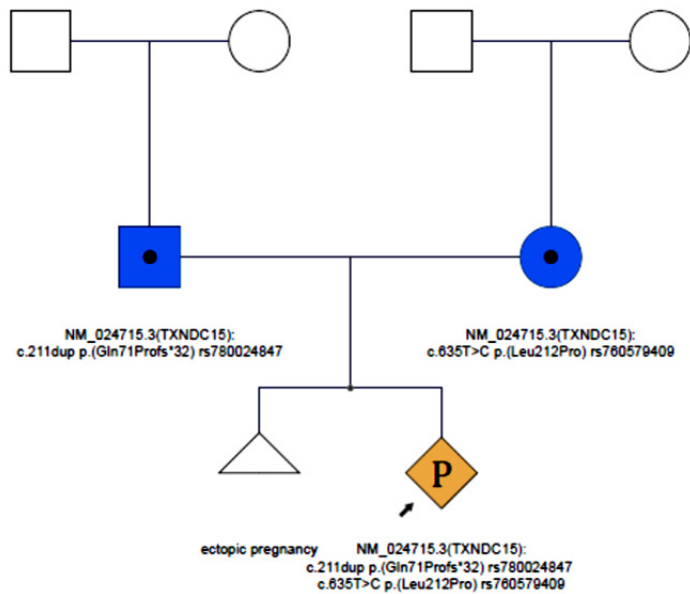 NM_024715.3(TXNDC15):
c.211dup p.(Gln71Profs*32) rs780024847
NM_024715.3(TXNDC15):
c.635T>C p.(Leu212Pro) rs760579409
P
ectopic pregnancy
NM_024715.3(TXNDC15):
c.211dup p.(Gln71Profs*32) rs780024847
c.635T>C p.(Leu212Pro) rs760579409